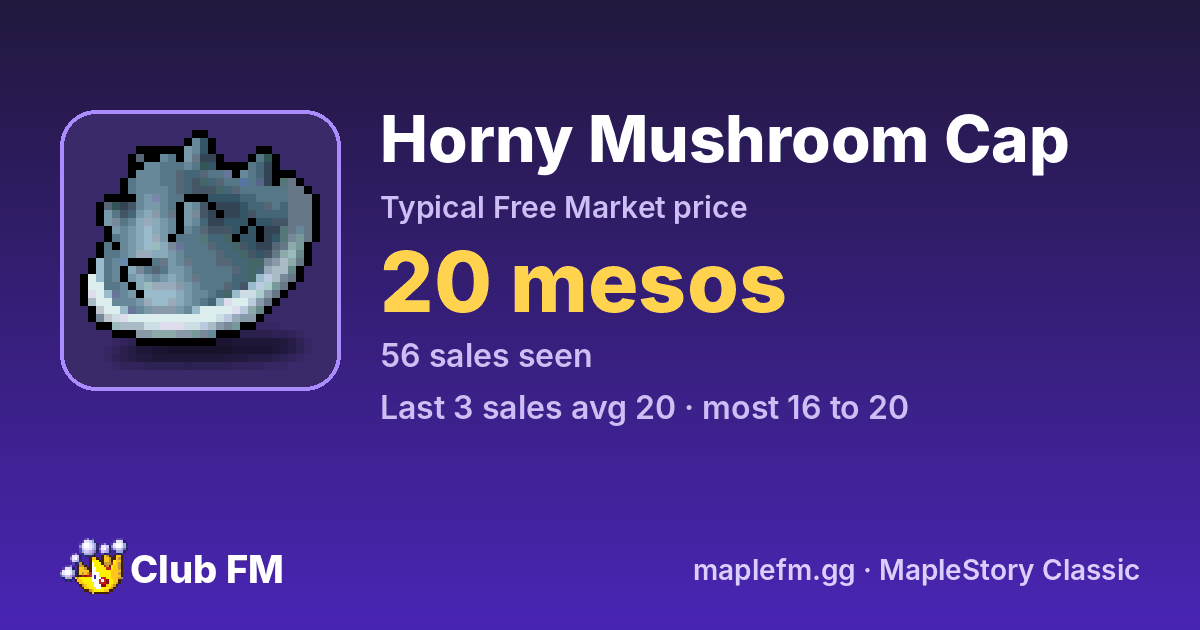 Horny Mushroom Cap
Typical Free Market price
20 mesos
56 sales seen
Last 3 sales avg 20 · most 16 to 20
Club FM
maplefm.gg · MapleStory Classic